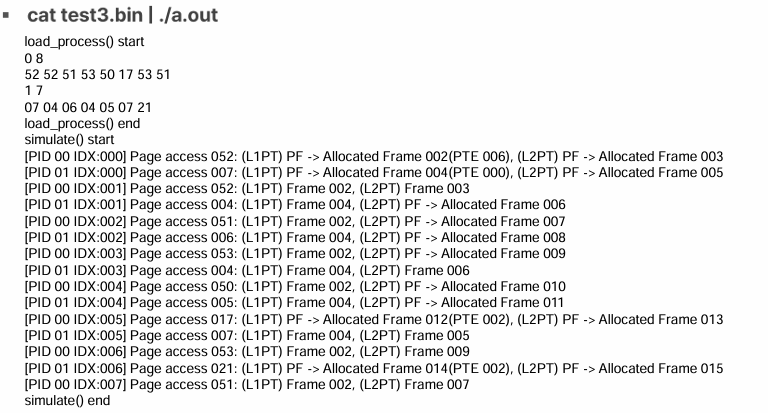 ▪ cat test3.bin | ./a.out
load_process() start
0 8
52 52 51 53 50 17 53 51
1 7
07 04 06 04 05 07 21
load_process() end
simulate() start
[PID 00 IDX:000] Page access 052: (L1PT) PF -> Allocated Frame 002(PTE 006), (L2PT) PF -> Allocated Frame 003
[PID 01 IDX:000] Page access 007: (L1PT) PF -> Allocated Frame 004(PTE 000), (L2PT) PF -> Allocated Frame 005
[PID 00 IDX:001] Page access 052: (L1PT) Frame 002, (L2PT) Frame 003
[PID 01 IDX:001] Page access 004: (L1PT) Frame 004, (L2PT) PF -> Allocated Frame 006
[PID 00 IDX:002] Page access 051: (L1PT) Frame 002, (L2PT) PF -> Allocated Frame 007
[PID 01 IDX:002] Page access 006: (L1PT) Frame 004, (L2PT) PF -> Allocated Frame 008
[PID 00 IDX:003] Page access 053: (L1PT) Frame 002, (L2PT) PF -> Allocated Frame 009
[PID 01 IDX:003] Page access 004: (L1PT) Frame 004, (L2PT) Frame 006
[PID 00 IDX:004] Page access 050: (L1PT) Frame 002, (L2PT) PF -> Allocated Frame 010
[PID 01 IDX:004] Page access 005: (L1PT) Frame 004, (L2PT) PF -> Allocated Frame 011
[PID 00 IDX:005] Page access 017: (L1PT) PF -> Allocated Frame 012(PTE 002), (L2PT) PF -> Allocated Frame 013
[PID 01 IDX:005] Page access 007: (L1PT) Frame 004, (L2PT) Frame 005
[PID 00 IDX:006] Page access 053: (L1PT) Frame 002, (L2PT) Frame 009
[PID 01 IDX:006] Page access 021: (L1PT) PF -> Allocated Frame 014(PTE 002), (L2PT) PF -> Allocated Frame 015
[PID 00 IDX:007] Page access 051: (L1PT) Frame 002, (L2PT) Frame 007
simulate() end